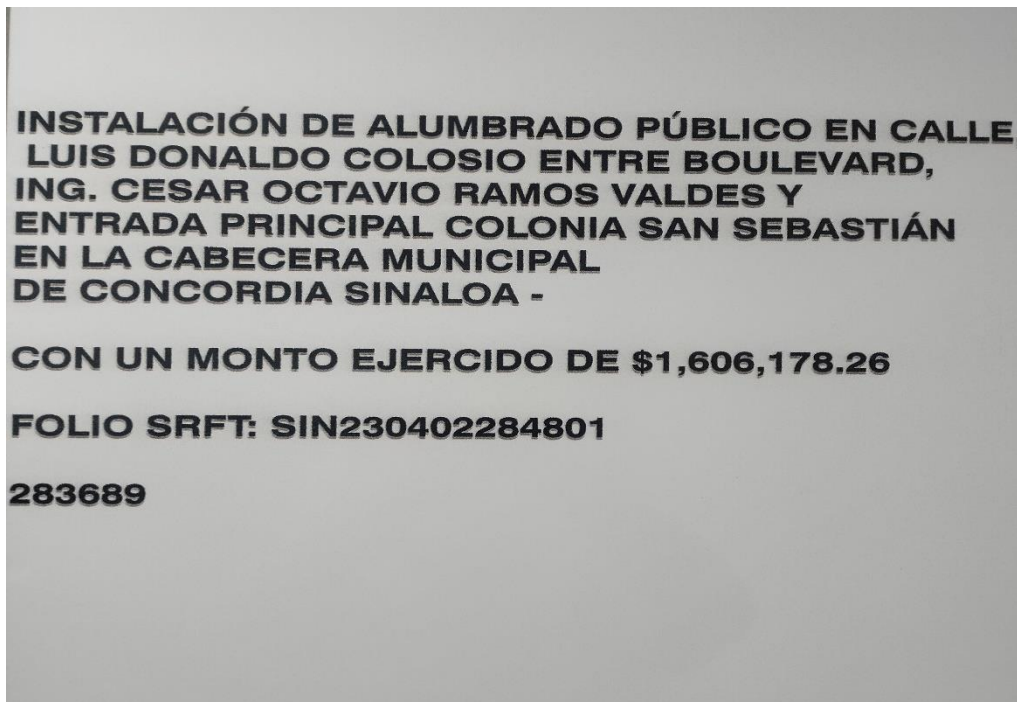 INSTALACIÓN DE ALUMBRADO PÚBLICO EN CALLE
LUIS DONALDO COLOSIO ENTRE BOULEVARD,
ING. CESAR OCTAVIO RAMOS VALDES Y
ENTRADA PRINCIPAL COLONIA SAN SEBASTIÁN
EN LA CABECERA MUNICIPAL
DE CONCORDIA SINALOA -
CON UN MONTO EJERCIDO DE $1,606,178.26
FOLIO SRFT: SIN230402284801
283689